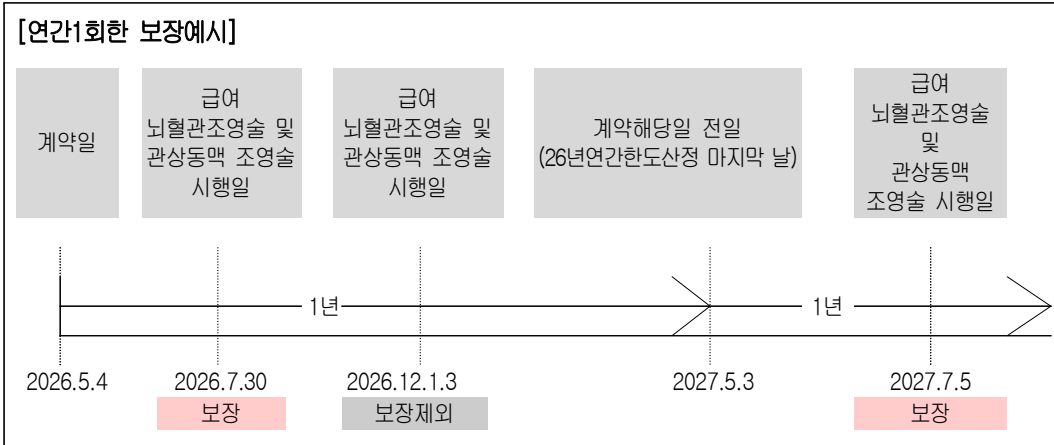 [연간1회한 보장예시]
계약일
급여
뇌혈관조영술 및
관상동맥 조영술
시행일
급여
뇌혈관조영술 및
관상동맥 조영술
시행일
계약해당일 전일
(26년연간한도산정 마지막 날)
급여
뇌혈관조영술
및
관상동맥
조영술 시행일
1년
1년
2026.5.4
2026.7.30
2026.12.1.3
2027.5.3
2027.7.5
보장
보장제외
보장